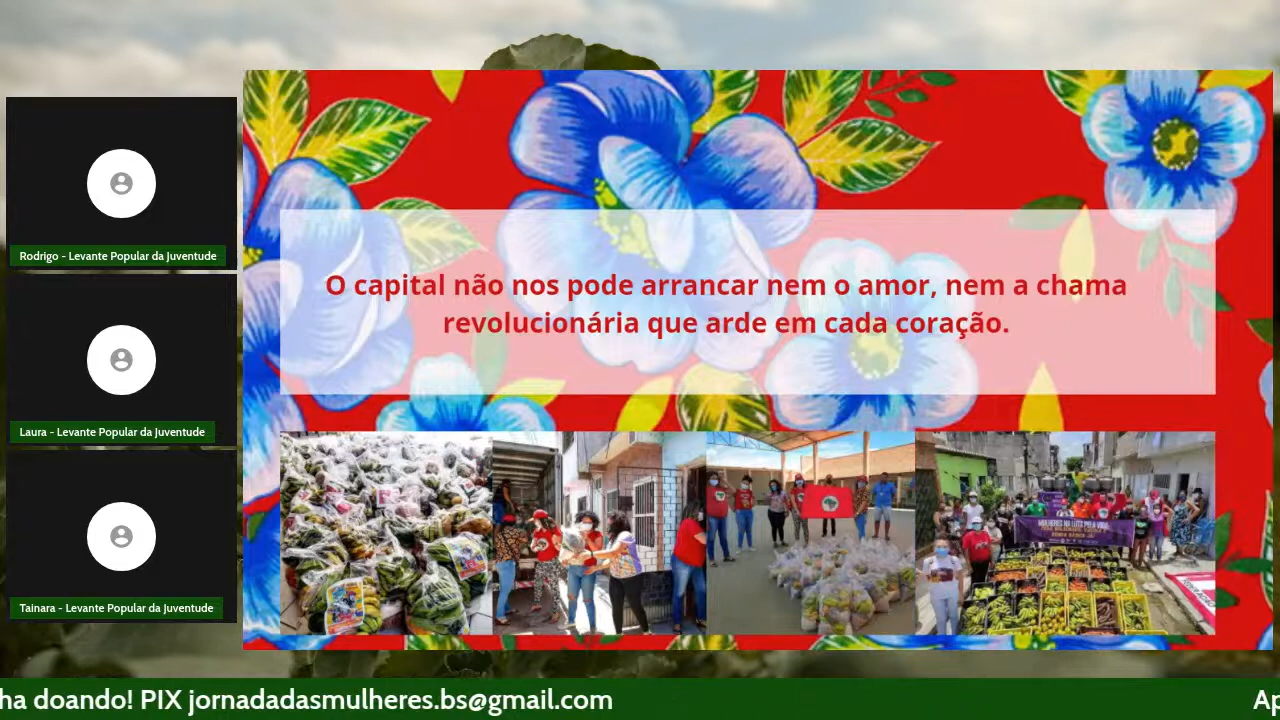 Rodrigo - Levante Popular da Juventude
Laura - Levante Popular da Juventude
Tainara - Levante Popular da Juventude
O capital não nos pode arrancar nem o amor, nem a chama
revolucionária que arde em cada coração.
MULHERES NA LUTA PELA VIDA
ha doando! PIX jornadadasmulheres.bs@gmail.com
Ap